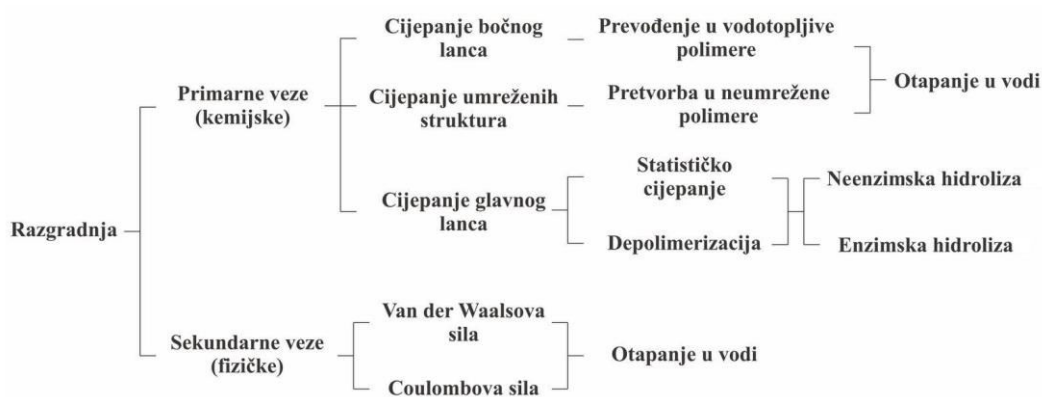 Razgradnja
Primarne veze
(kemijske)
Cijepanje bočnog
lanca
Prevođenje u vodotopljive
polimere
Cijepanje umreženih
struktura
Pretvorba u neumrežene
polimere
Otapanje u vodi
Cijepanje glavnog
lanca
Statističko
cijepanje
Depolimerizacija
Neenzimska hidroliza
Enzimska hidroliza
Sekundarne veze
(fizičke)
Van der Waalsova
sila
Coulombova sila
Otapanje u vodi